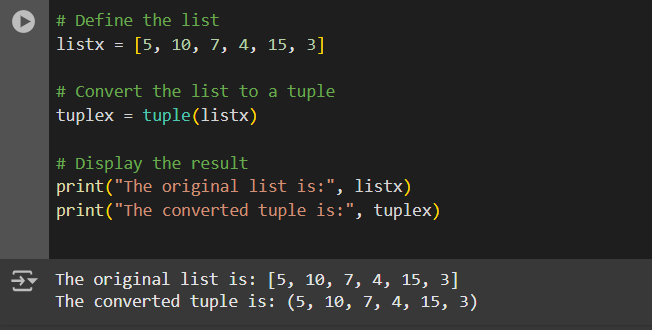 # Define the list
listx = [5, 10, 7, 4, 15, 3]
# Convert the list to a tuple
tuplex = tuple(listx)
# Display the result
print("The original list is:", listx)
print("The converted tuple is:", tuplex)
The original list is: [5, 10, 7, 4, 15, 3]
The converted tuple is: (5, 10, 7, 4, 15, 3)